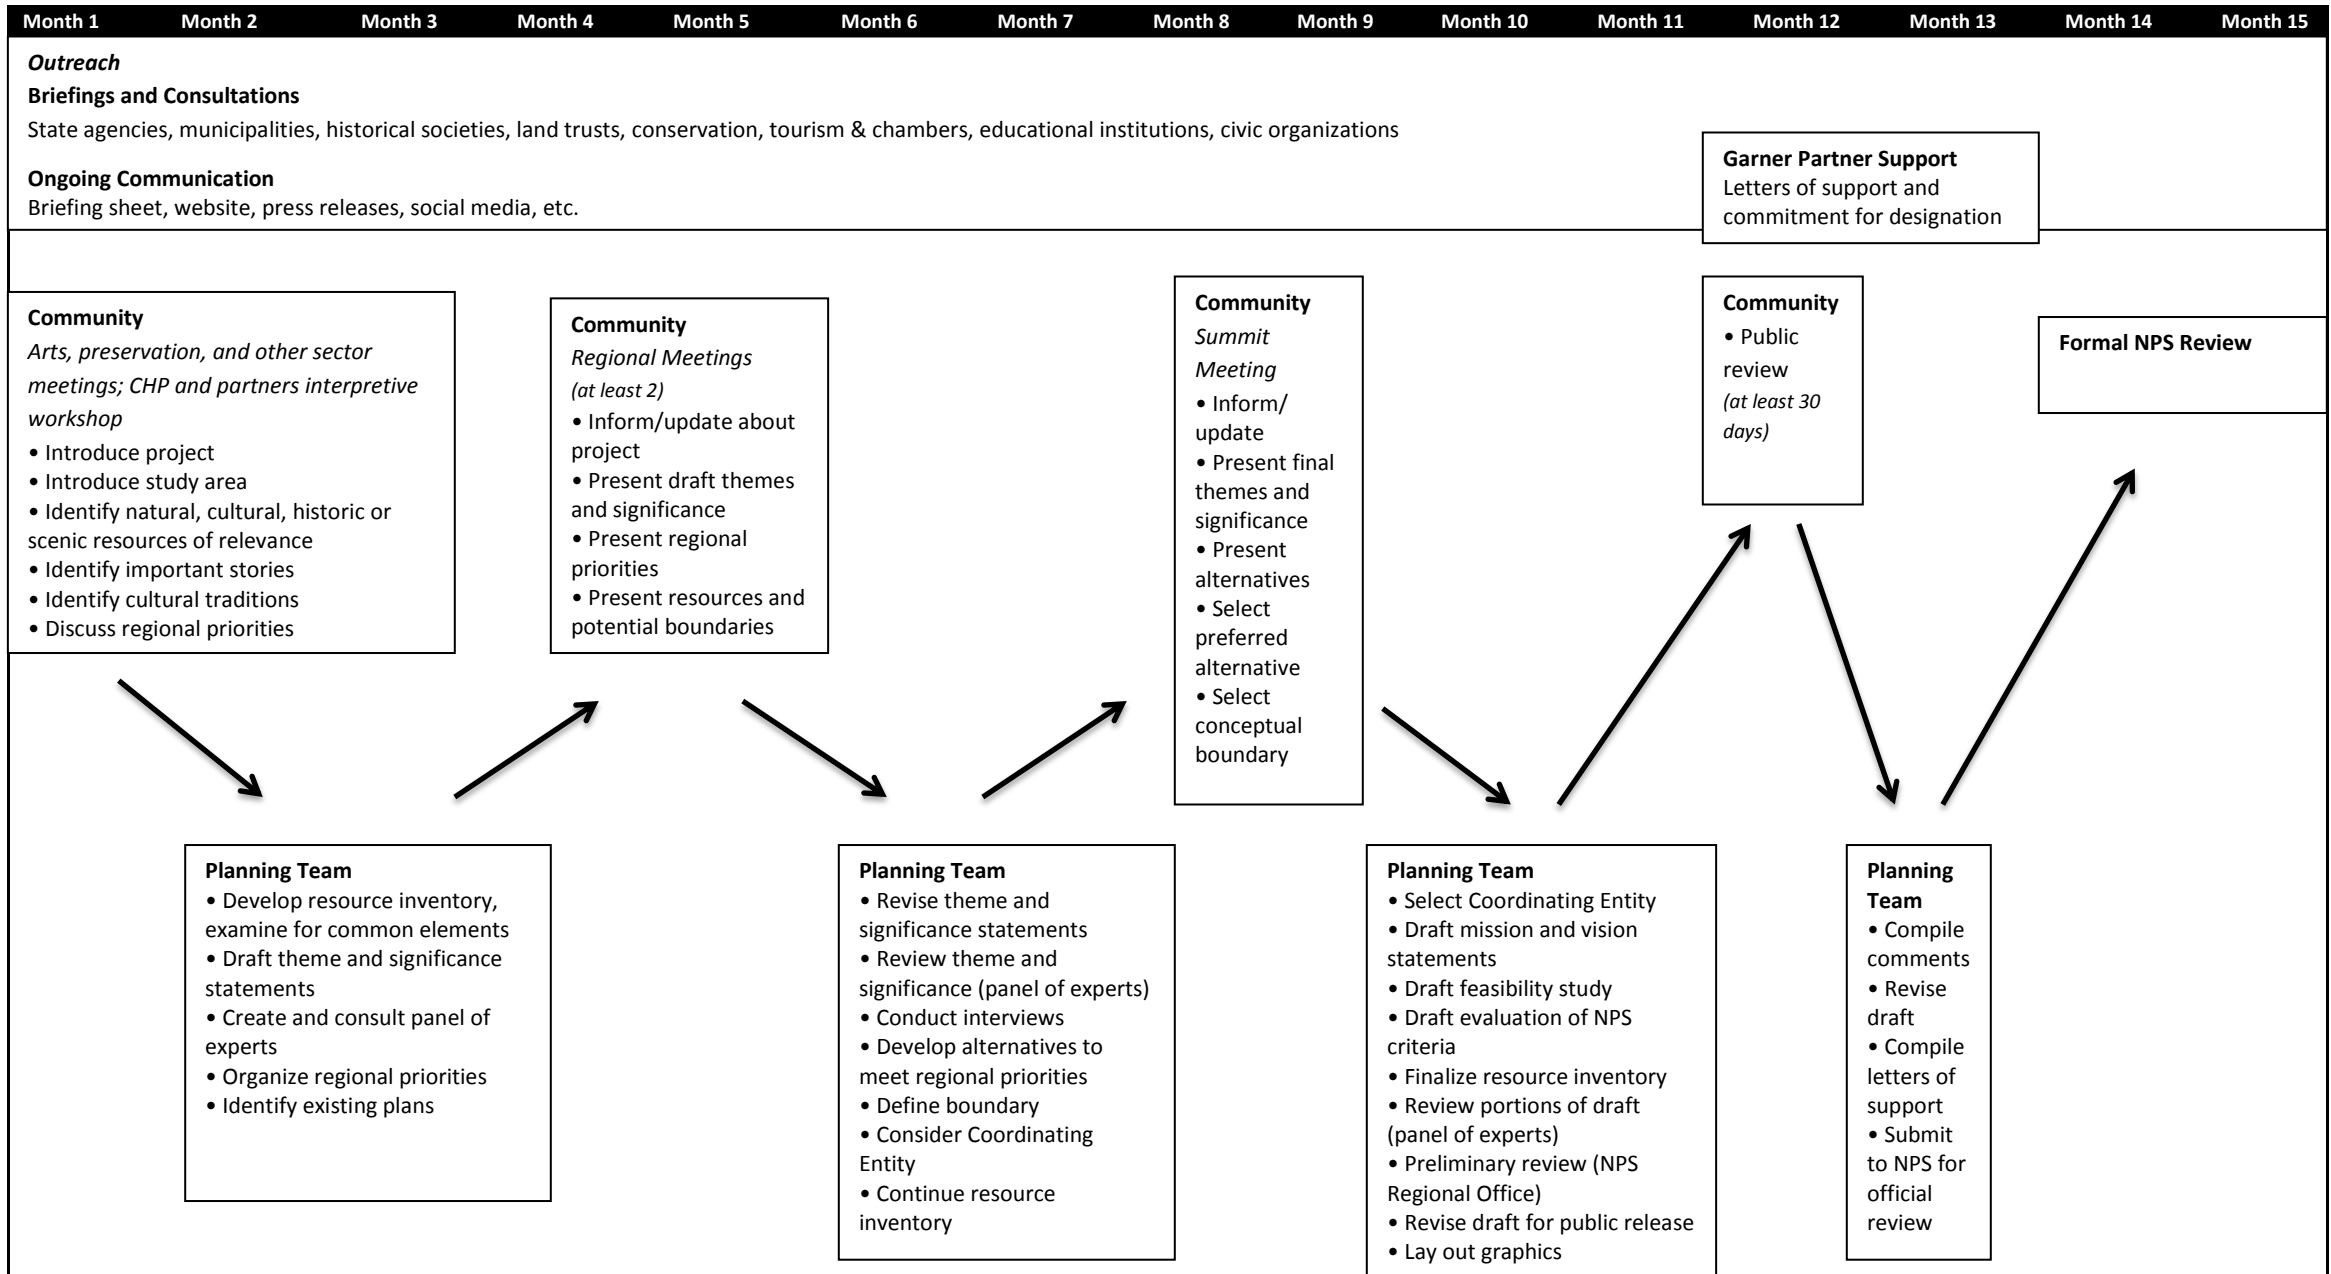 Month 1 Month 2 Month 3 Month 4 Month 5 Month 6 Month 7 Month 8 Month 9 Month 10 Month 11 Month 12 Month 13 Month 14 Month 15
Outreach
Briefings and Consultations
State agencies, municipalities, historical societies, land trusts, conservation, tourism & chambers, educational institutions, civic organizations
Ongoing Communication
Briefing sheet, website, press releases, social media, etc.
Garner Partner Support
Letters of support and
commitment for designation
Community
Arts, preservation, and other sector
meetings; CHP and partners interpretive
workshop
• Introduce project
• Introduce study area
• Identify natural, cultural, historic or
scenic resources of relevance
• Identify important stories
• Identify cultural traditions
• Discuss regional priorities
Community
Regional Meetings
(at least 2)
• Inform/update about
project
• Present draft themes
and significance
• Present regional
priorities
• Present resources and
potential boundaries
Community
Summit
Meeting
• Inform/
update
• Present final
themes and
significance
• Present
alternatives
• Select
preferred
alternative
• Select
conceptual
boundary
Community
• Public
review
(at least 30
days)
Formal NPS Review
Planning Team
• Develop resource inventory,
examine for common elements
• Draft theme and significance
statements
• Create and consult panel of
experts
• Organize regional priorities
• Identify existing plans
Planning Team
• Revise theme and
significance statements
• Review theme and
significance (panel of experts)
• Conduct interviews
• Develop alternatives to
meet regional priorities
• Define boundary
• Consider Coordinating
Entity
• Continue resource
inventory
Planning Team
• Select Coordinating Entity
• Draft mission and vision
statements
• Draft feasibility study
• Draft evaluation of NPS
criteria
• Finalize resource inventory
• Review portions of draft
(panel of experts)
• Preliminary review (NPS
Regional Office)
• Revise draft for public release
• Lay out graphics
Planning
Team
• Compile
comments
• Revise
draft
• Compile
letters of
support
• Submit
to NPS for
official
review